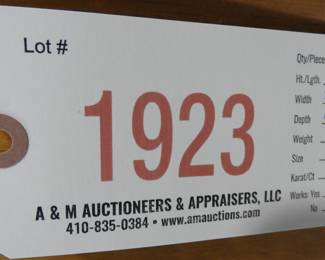 Lot #
1923
A & M AUCTIONEERS & APPRAISERS, LLC
410-835-0384 • www.amauctions.com
Qty/Piece
Ht./Lgth.
Width
Depth
Weight
Size
Karat/Ct
Works: Yes
No